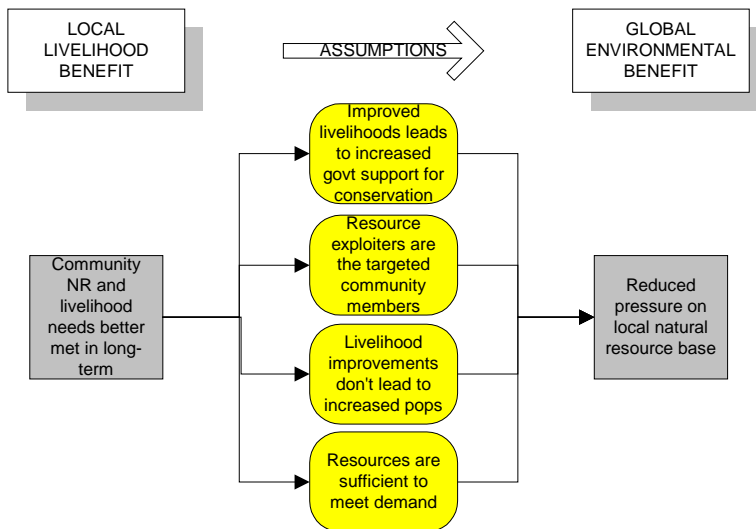 LOCAL
LIVELIHOOD
BENEFIT
ASSUMPTIONS
GLOBAL
ENVIRONMENTAL
BENEFIT
Improved
livelihoods leads
to increased
govt support for
conservation
Resource
exploiters are
the targeted
community
members
Community
NR and
livelihood
needs better
met in long-
term
Reduced
pressure on
local natural
resource base
Livelihood
improvements
don't lead to
increased pops
Resources are
sufficient to
meet demand